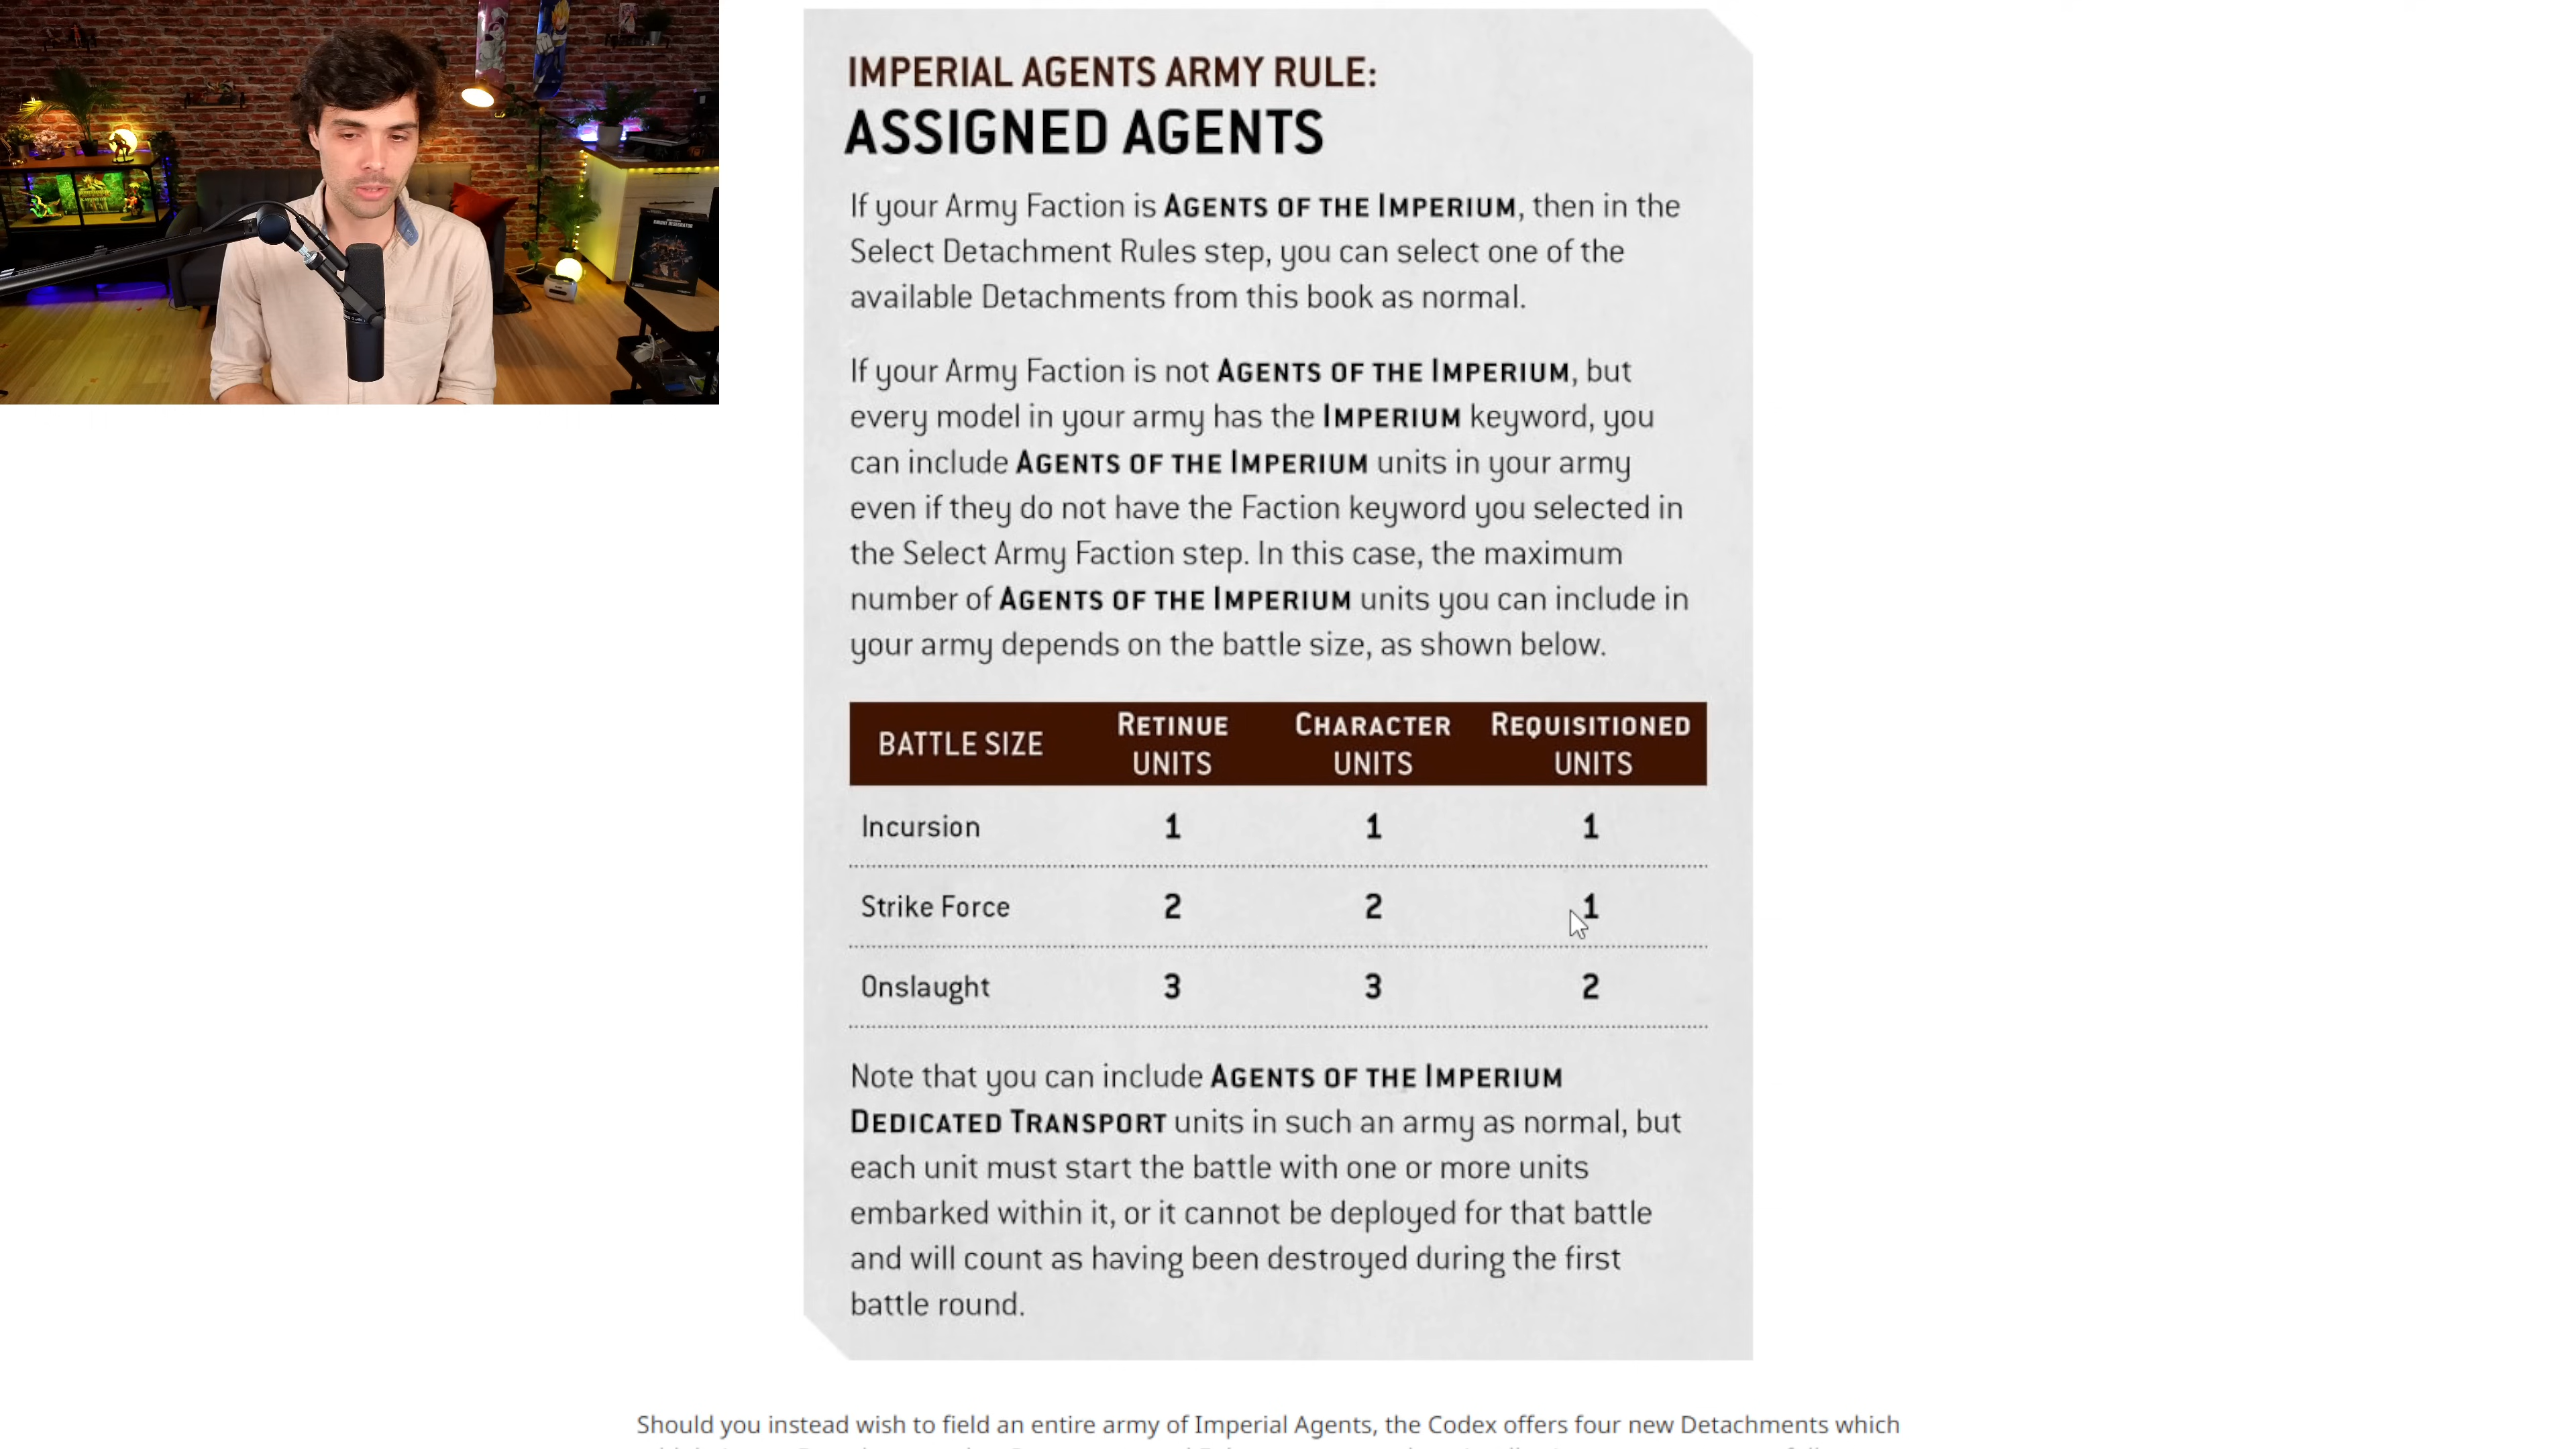 IMPERIAL AGENTS ARMY RULE:
ASSIGNED AGENTS
If your Army Faction is AGENTS OF THE IMPERIUM, then in the
Select Detachment Rules step, you can select one of the
available Detachments from this book as normal.
If your Army Faction is not AGENTS OF THE IMPERIUM, but
every model in your army has the IMPERIUM keyword, you
can include AGENTS OF THE IMPERIUM units in your army
even if they do not have the Faction keyword you selected in
the Select Army Faction step. In this case, the maximum
number of AGENTS OF THE IMPERIUM units you can include in
your army depends on the battle size, as shown below.
BATTLE SIZE RETINUE UNITS CHARACTER UNITS REQUISITIONED UNITS
Incursion 1 1 1
Strike Force 2 2 1
Onslaught 3 3 2
Note that you can include AGENTS OF THE IMPERIUM
DEDICATED TRANSPORT units in such an army as normal, but
each unit must start the battle with one or more units
embarked within it, or it cannot be deployed for that battle
and will count as having been destroyed during the first
battle round.
Should you instead wish to field an entire army of Imperial Agents, the Codex offers four new Detachments which